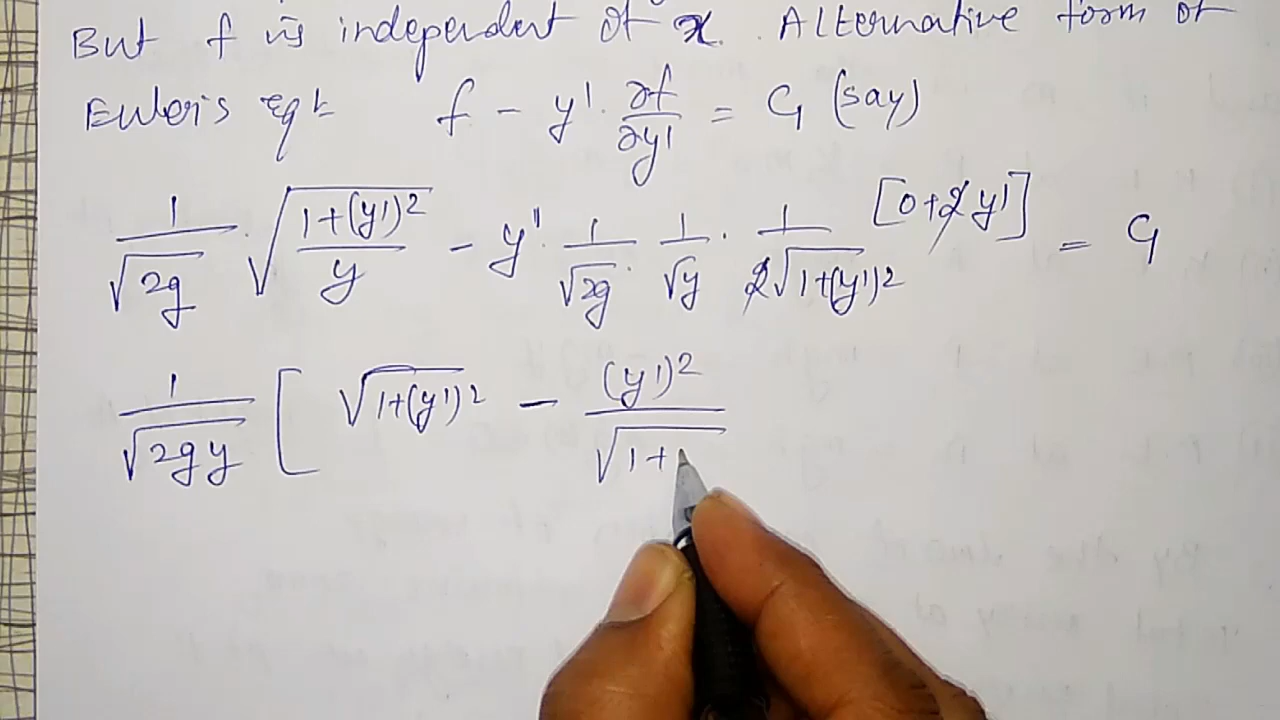 But f is independent of x. Alternative form of
Euler's eqt f - y' . ∂f/∂y' = C₁ (say)
1/√2g . √((1+(y')²)/y) - y' . 1/√2g . 1/√y . 1/(2√(1+(y')²)) [0+2y'] = C₁
1/√2gy [ √(1+(y')²) - (y')²/√1+